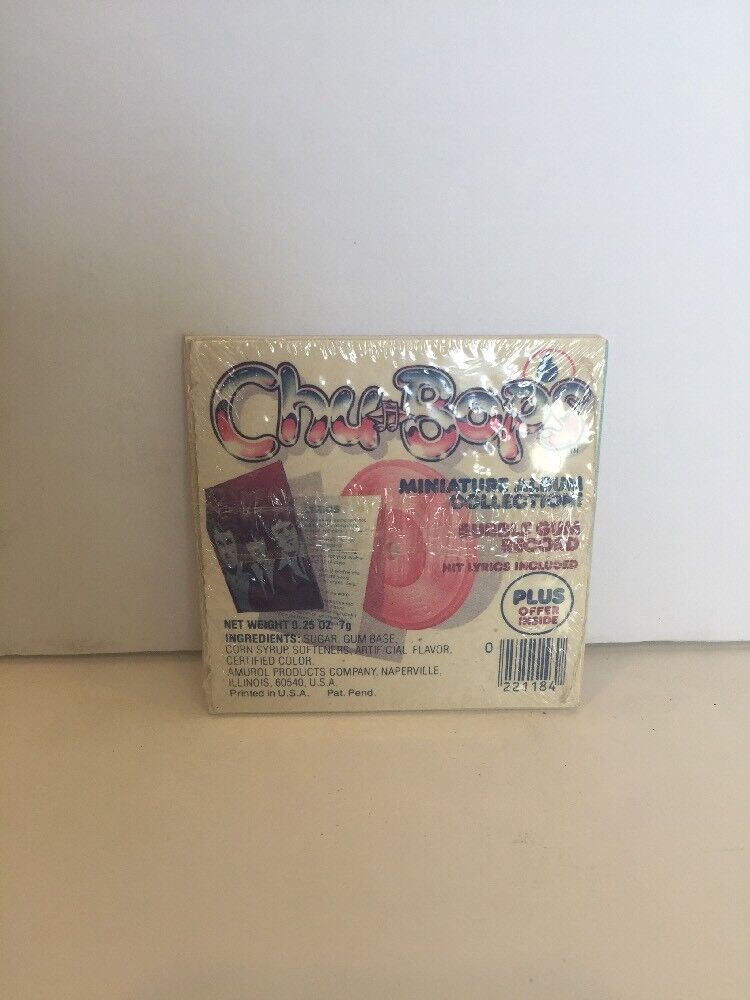 Chu Bops
TM
MINIATURE ALBUM
COLLECTION!
BUBBLE GUM
RECORD
HIT LYRICS INCLUDED
PLUS
OFFER
INSIDE
NET WEIGHT 0.25 OZ. 7g
INGREDIENTS: SUGAR, GUM BASE,
CORN SYRUP, SOFTENERS, ARTIFICIAL FLAVOR,
CERTIFIED COLOR.
AMUROL PRODUCTS COMPANY, NAPERVILLE,
ILLINOIS, 60540, U.S.A.
Printed in U.S.A. Pat. Pend.
0
221184